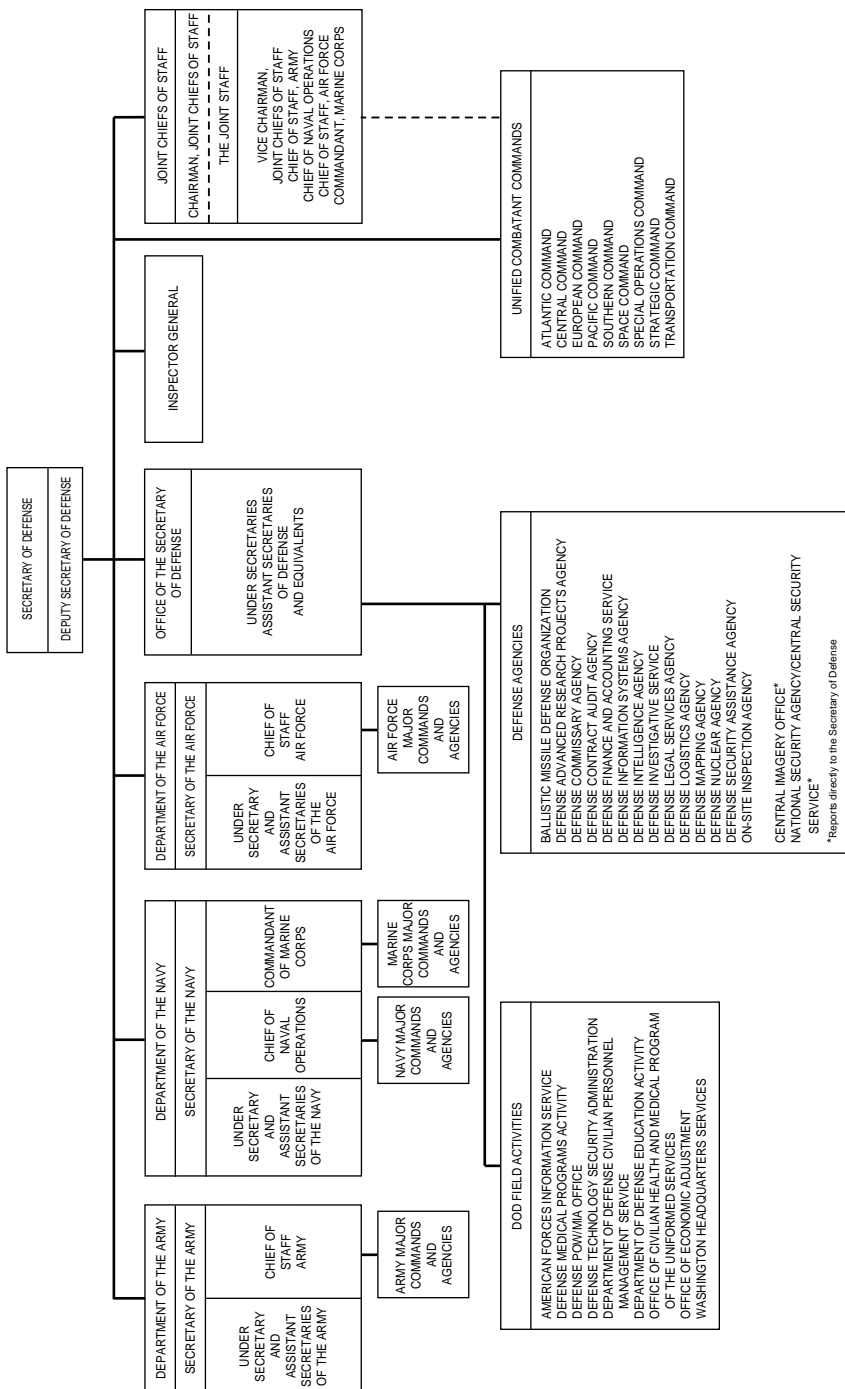 SECRETARY OF DEFENSE
DEPUTY SECRETARY OF DEFENSE
DEPARTMENT OF THE ARMY
SECRETARY OF THE ARMY
UNDER
SECRETARY
AND
ASSISTANT
SECRETARIES
OF THE ARMY
CHIEF OF
STAFF
ARMY
ARMY MAJOR
COMMANDS
AND
AGENCIES
DEPARTMENT OF THE NAVY
SECRETARY OF THE NAVY
UNDER
SECRETARY
AND
ASSISTANT
SECRETARIES
OF THE NAVY
CHIEF OF
NAVAL
OPERATIONS
COMMANDANT
OF MARINE
CORPS
NAVY MAJOR
COMMANDS
AND
AGENCIES
MARINE
CORPS MAJOR
COMMANDS
AND
AGENCIES
DEPARTMENT OF THE AIR FORCE
SECRETARY OF THE AIR FORCE
UNDER
SECRETARY
AND
ASSISTANT
SECRETARIES
OF THE
AIR FORCE
CHIEF OF
STAFF
AIR FORCE
AIR FORCE
MAJOR
COMMANDS
AND
AGENCIES
OFFICE OF THE SECRETARY
OF DEFENSE
UNDER SECRETARIES
ASSISTANT SECRETARIES
OF DEFENSE
AND EQUIVALENTS
INSPECTOR GENERAL
JOINT CHIEFS OF STAFF
CHAIRMAN, JOINT CHIEFS OF STAFF
THE JOINT STAFF
VICE CHAIRMAN,
JOINT CHIEFS OF STAFF
CHIEF OF STAFF, ARMY
CHIEF OF NAVAL OPERATIONS
CHIEF OF STAFF, AIR FORCE
COMMANDANT, MARINE CORPS
DOD FIELD ACTIVITIES
AMERICAN FORCES INFORMATION SERVICE
DEFENSE MEDICAL PROGRAMS ACTIVITY
DEFENSE POW/MIA OFFICE
DEFENSE TECHNOLOGY SECURITY ADMINISTRATION
DEPARTMENT OF DEFENSE CIVILIAN PERSONNEL
MANAGEMENT SERVICE
DEPARTMENT OF DEFENSE EDUCATION ACTIVITY
OFFICE OF CIVILIAN HEALTH AND MEDICAL PROGRAM
OF THE UNIFORMED SERVICES
OFFICE OF ECONOMIC ADJUSTMENT
WASHINGTON HEADQUARTERS SERVICES
DEFENSE AGENCIES
BALLISTIC MISSILE DEFENSE ORGANIZATION
DEFENSE ADVANCED RESEARCH PROJECTS AGENCY
DEFENSE COMMISSARY AGENCY
DEFENSE CONTRACT AUDIT AGENCY
DEFENSE FINANCE AND ACCOUNTING SERVICE
DEFENSE INFORMATION SYSTEMS AGENCY
DEFENSE INTELLIGENCE AGENCY
DEFENSE INVESTIGATIVE SERVICE
DEFENSE LEGAL SERVICES AGENCY
DEFENSE LOGISTICS AGENCY
DEFENSE MAPPING AGENCY
DEFENSE NUCLEAR AGENCY
DEFENSE SECURITY ASSISTANCE AGENCY
ON-SITE INSPECTION AGENCY
CENTRAL IMAGERY OFFICE*
NATIONAL SECURITY AGENCY/CENTRAL SECURITY
SERVICE*
*Reports directly to the Secretary of Defense
UNIFIED COMBATANT COMMANDS
ATLANTIC COMMAND
CENTRAL COMMAND
EUROPEAN COMMAND
PACIFIC COMMAND
SOUTHERN COMMAND
SPACE COMMAND
SPECIAL OPERATIONS COMMAND
STRATEGIC COMMAND
TRANSPORTATION COMMAND